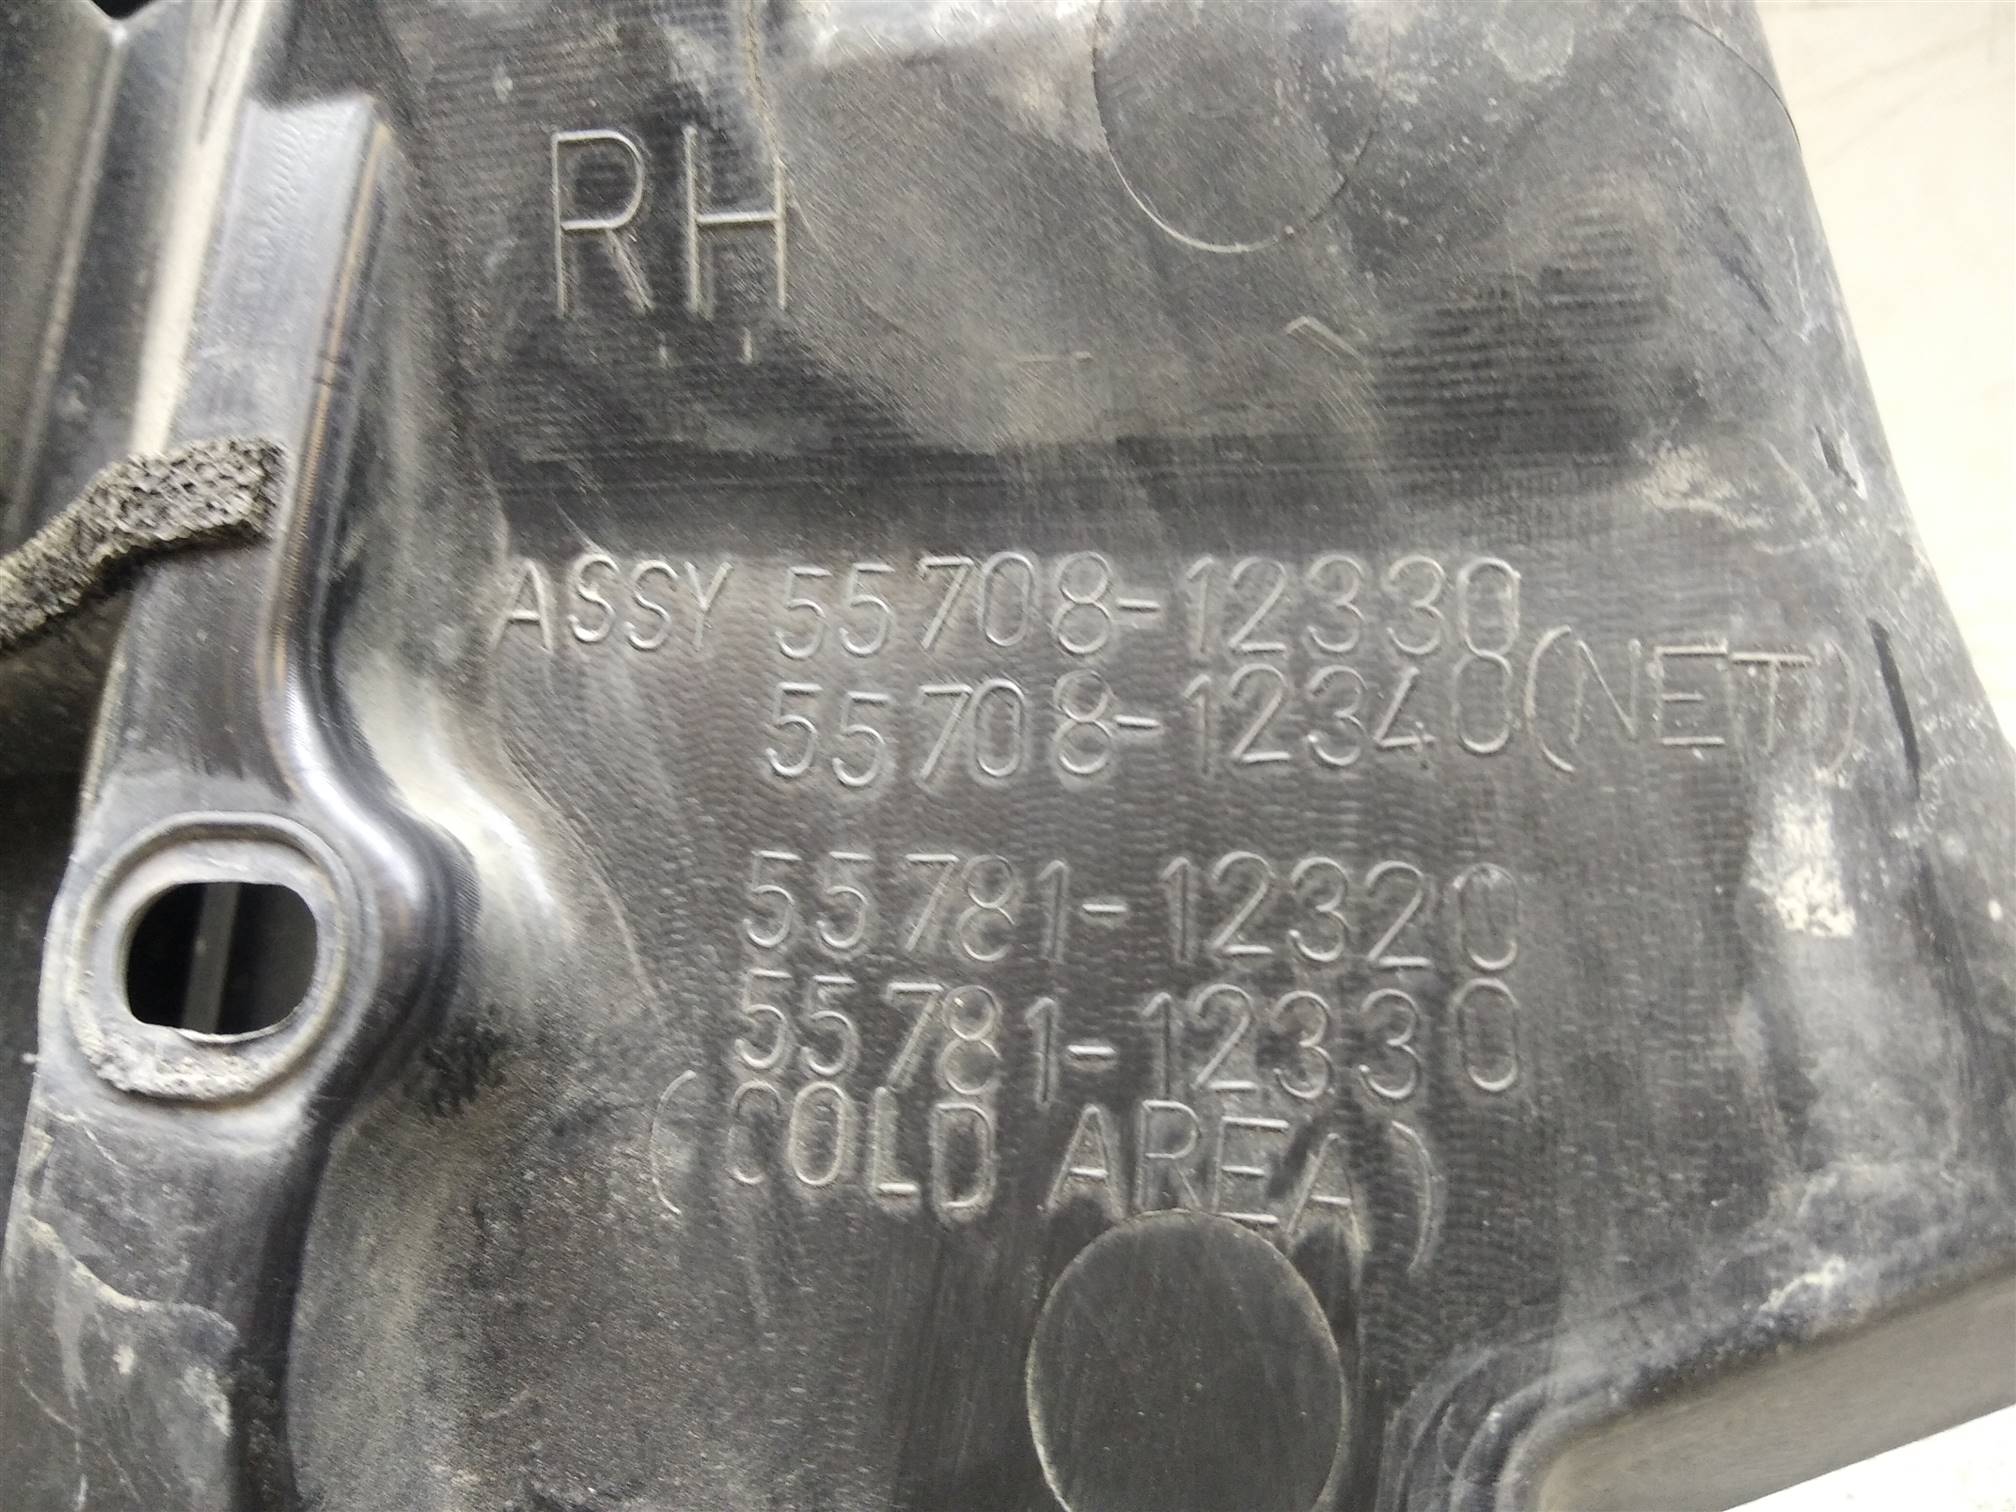 RH
ASSY 55708-12330
55708-12340(NET)
55781-12320
55781-12330
(COLD AREA)